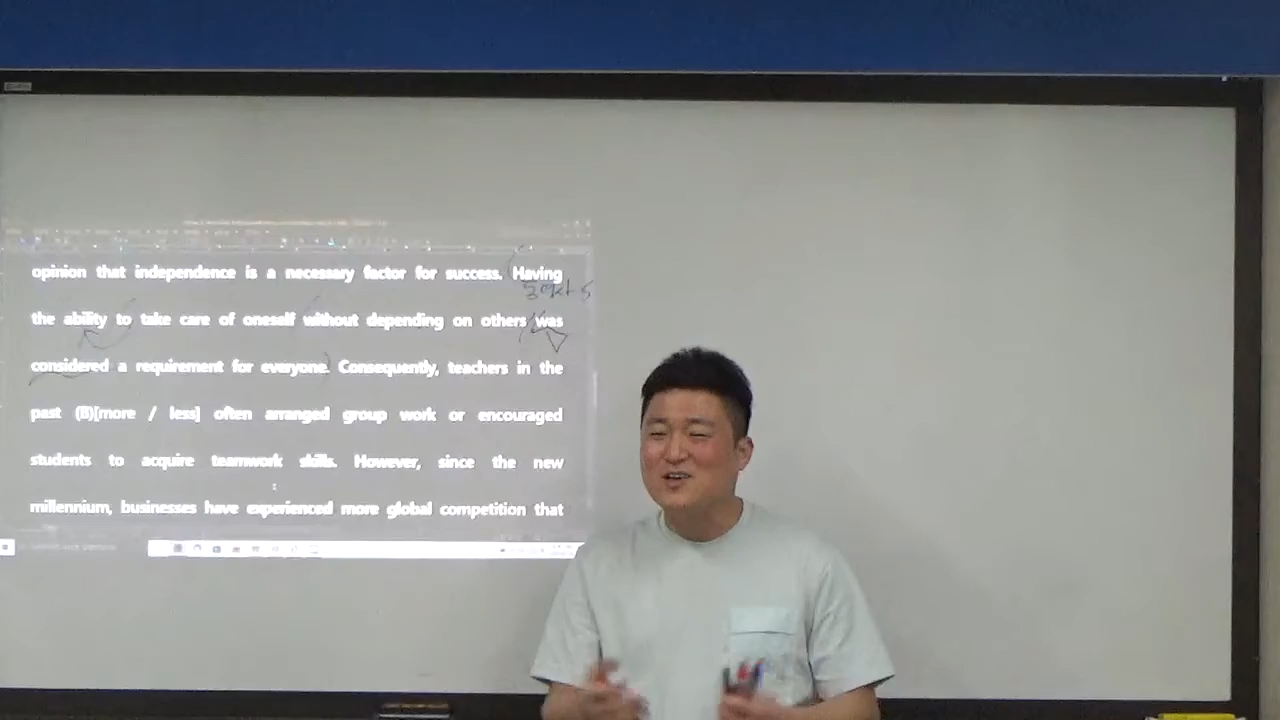 opinion that independence is a necessary factor for success. Having
the ability to take care of oneself without depending on others was
considered a requirement for everyone. Consequently, teachers in the
past (B)[more / less] often arranged group work or encouraged
students to acquire teamwork skills. However, since the new
millennium, businesses have experienced more global competition that